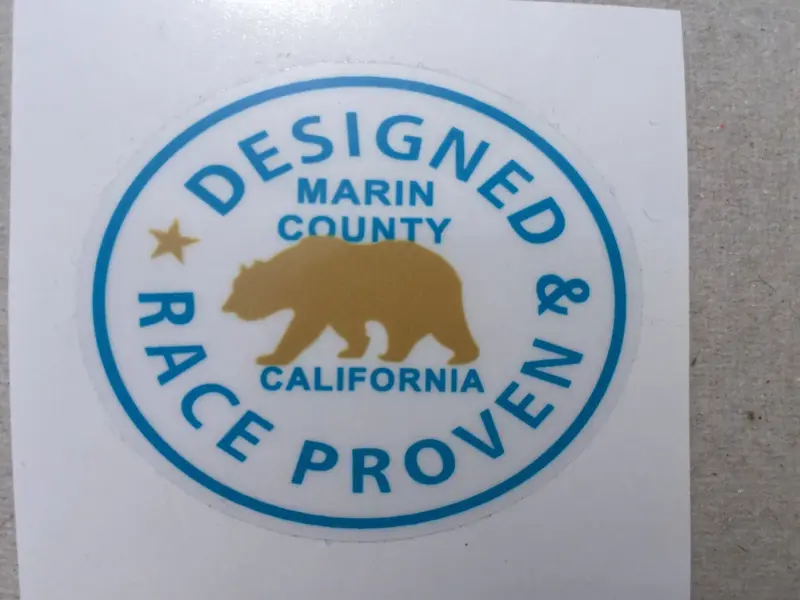 DESIGNED &
MARIN
COUNTY
CALIFORNIA
RACE PROVEN